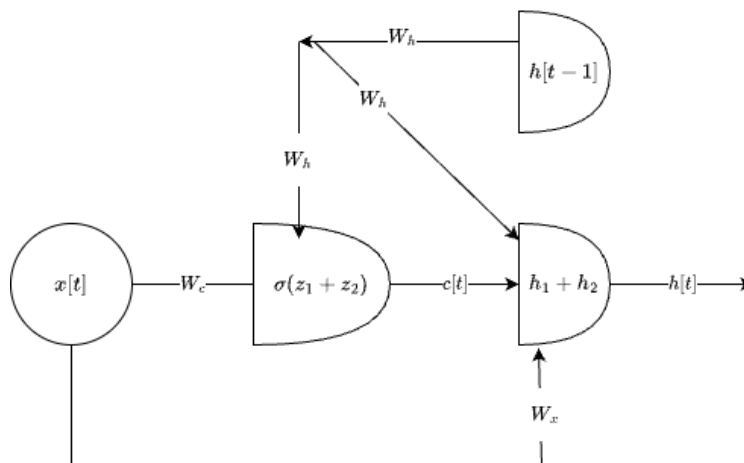 W_h
h[t − 1]
W_h
W_h
x[t]
W_c
σ(z_1 + z_2)
c[t]
h_1 + h_2
h[t]
W_x